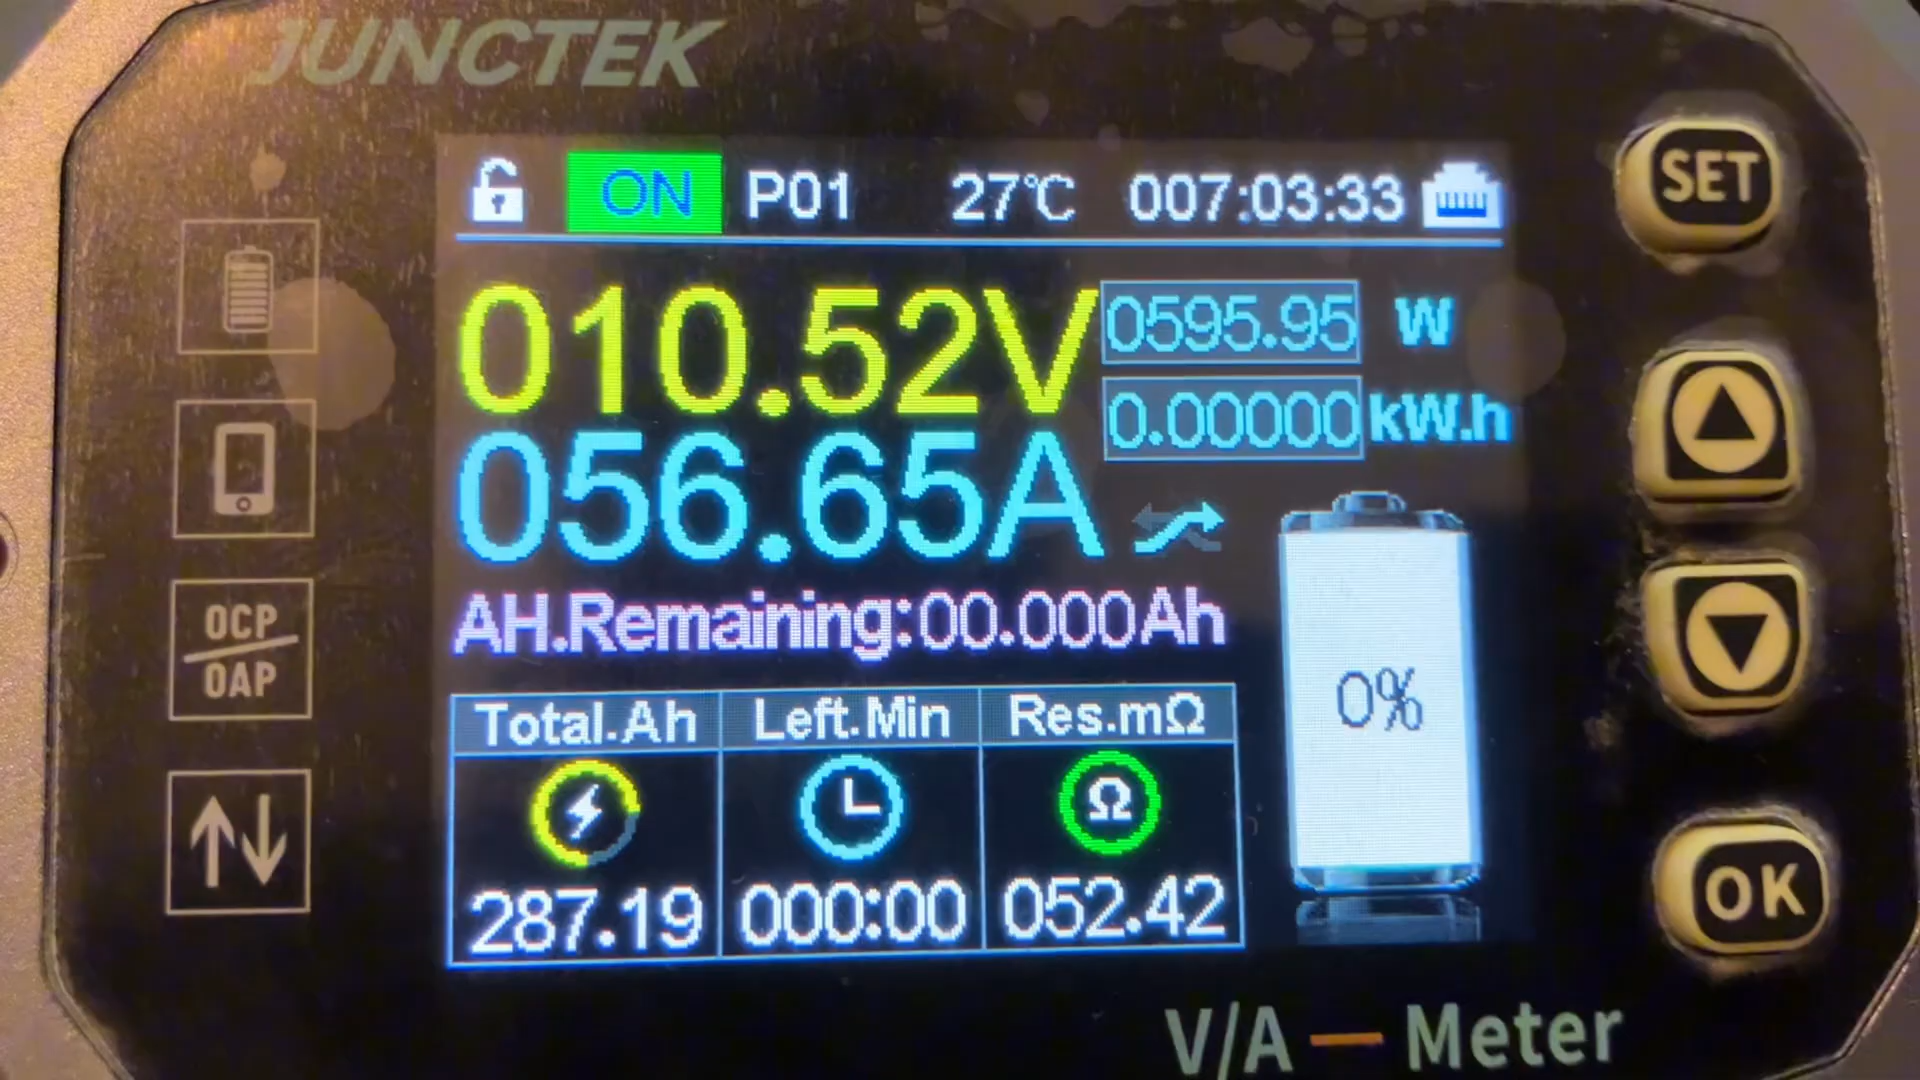 JUNCTEK
ON P01 27℃ 007:03:33
010.52V 0595.95 W
0.00000 kW.h
056.65A
AH.Remaining:00.000Ah
Total.Ah Left.Min Res.mΩ
Ω
287.19 000:00 052.42
0%
OCP
OAP
SET
OK
V/A — Meter